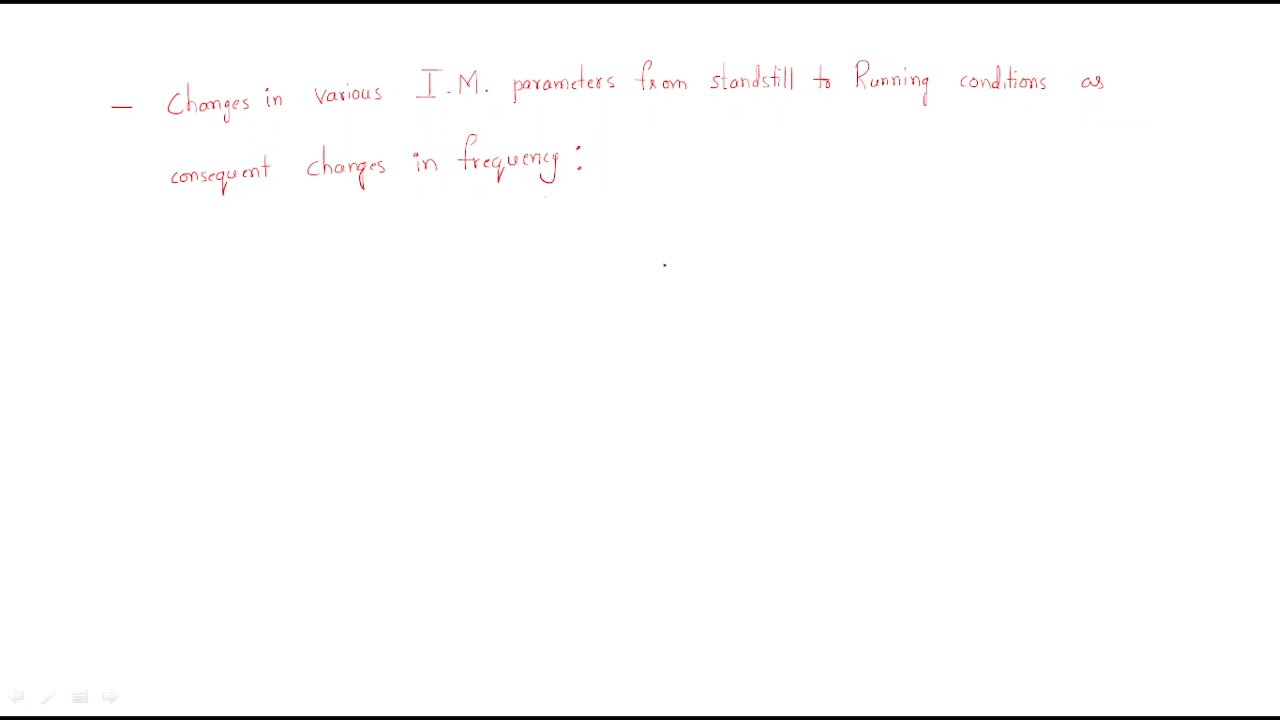 — Changes in various I.M. parameters from standstill to Running conditions as
consequent changes in frequency: